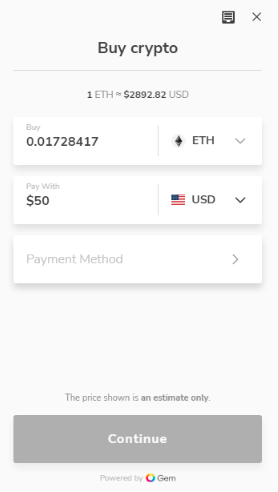 Buy crypto
1 ETH ≈ $2892.82 USD
Buy
0.01728417
ETH
Pay With
$50
USD
Payment Method
The price shown is an estimate only.
Continue
Powered by Gem